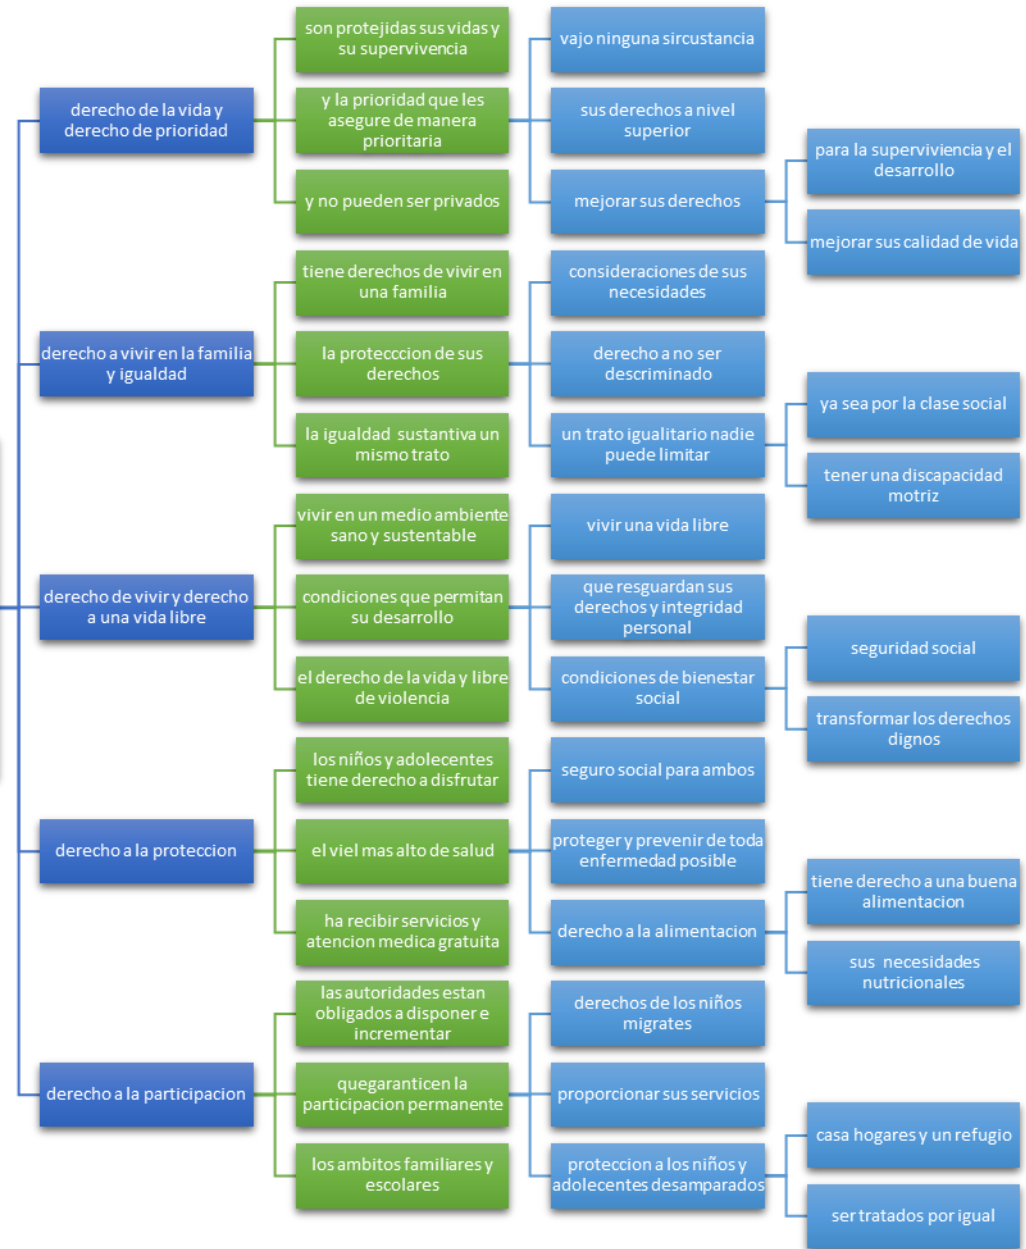 derecho de la vida y
derecho de prioridad
son protejidas sus vidas y
su supervivencia
y la prioridad que les
asegure de manera
prioritaria
y no pueden ser privados
vajo ninguna sircustancia
sus derechos a nivel
superior
mejorar sus derechos
para la superviviencia y el
desarrollo
mejorar sus calidad de vida
derecho a vivir en la familia
y igualdad
tiene derechos de vivir en
una familia
la protecccion de sus
derechos
la igualdad sustantiva un
mismo trato
consideraciones de sus
necesidades
derecho a no ser
descriminado
un trato igualitario nadie
puede limitar
ya sea por la clase social
tener una discapacidad
motriz
derecho de vivir y derecho
a una vida libre
vivir en un medio ambiente
sano y sustentable
condiciones que permitan
su desarrollo
el derecho de la vida y libre
de violencia
vivir una vida libre
que resguardan sus
derechos y integridad
personal
condiciones de bienestar
social
seguridad social
transformar los derechos
dignos
derecho a la proteccion
los niños y adolecentes
tiene derecho a disfrutar
el viel mas alto de salud
ha recibir servicios y
atencion medica gratuita
seguro social para ambos
proteger y prevenir de toda
enfermedad posible
derecho a la alimentacion
tiene derecho a una buena
alimentacion
sus necesidades
nutricionales
derecho a la participacion
las autoridades estan
obligados a disponer e
incrementar
quegaranticen la
participacion permanente
los ambitos familiares y
escolares
derechos de los niños
migrates
proporcionar sus servicios
proteccion a los niños y
adolecentes desamparados
casa hogares y un refugio
ser tratados por igual